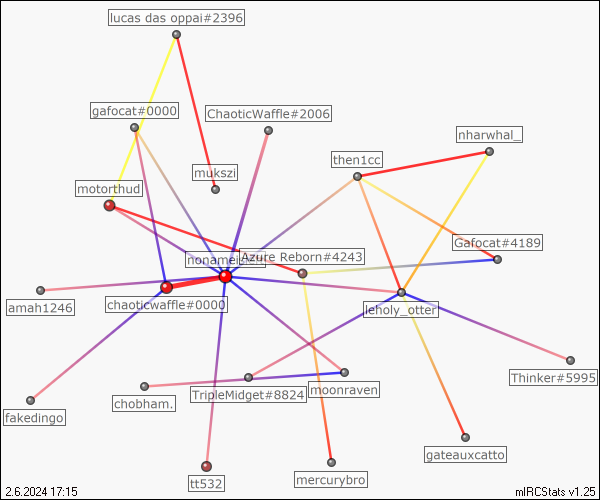 lucas das oppai#2396
gafocat#0000
ChaoticWaffle#2006
nharwhal_
then1cc
mukszi
motorthud
Gafocat#4189
Azure Reborn#4243
chaoticwaffle#0000
amah1246
leholy_otter
Thinker#5995
moonraven
TripleMidget#8824
chobham.
fakedingo
gateauxcatto
tt532
mercurybro
2.6.2024 17:15
mIRCStats v1.25